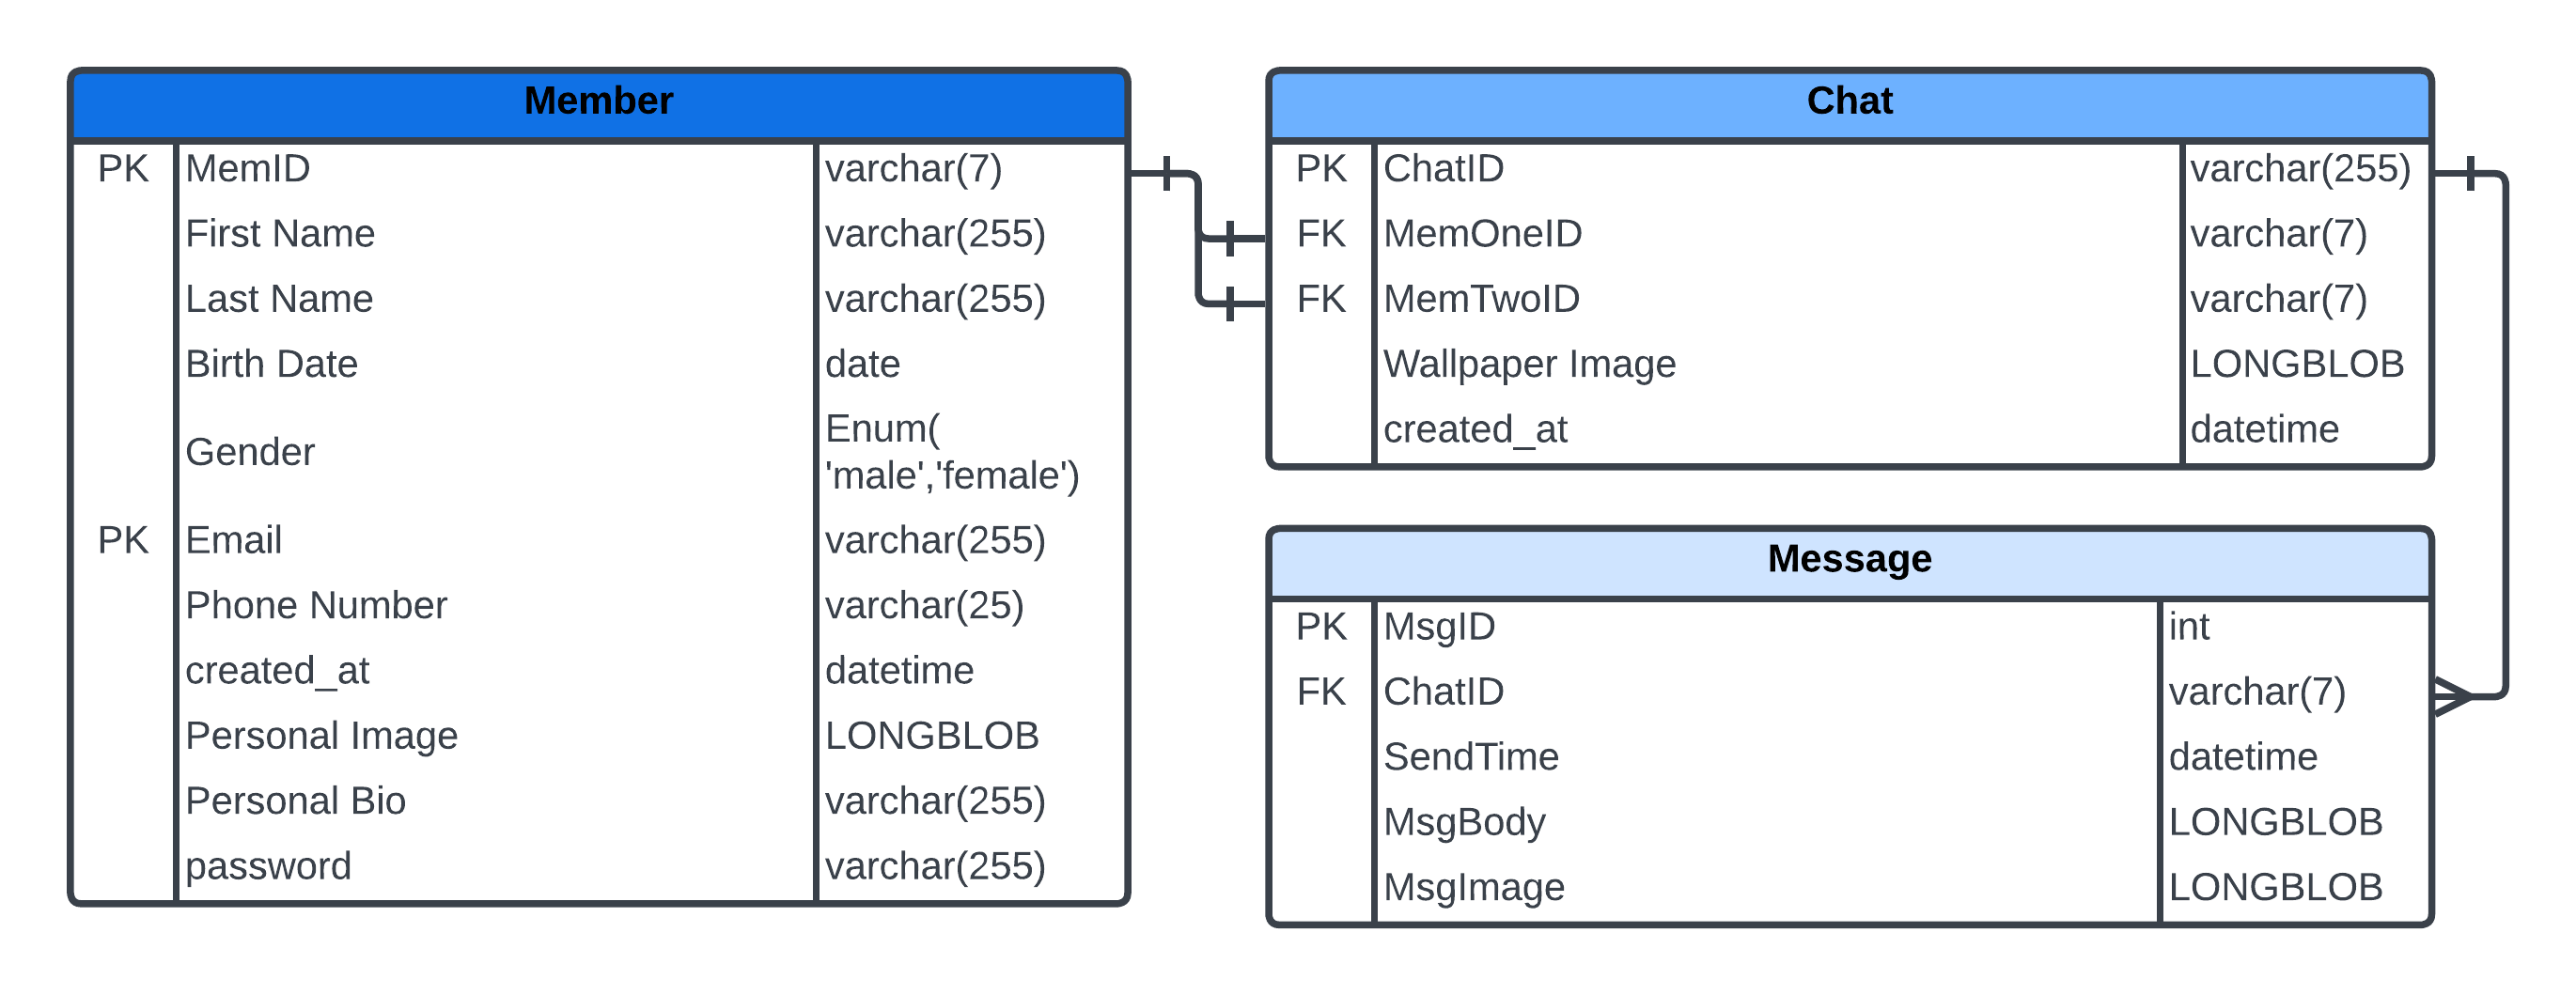 Member
PK MemID varchar(7)
First Name varchar(255)
Last Name varchar(255)
Birth Date date
Gender Enum(
'male','female')
PK Email varchar(255)
Phone Number varchar(25)
created_at datetime
Personal Image LONGBLOB
Personal Bio varchar(255)
password varchar(255)
Chat
PK ChatID varchar(255)
FK MemOneID varchar(7)
FK MemTwoID varchar(7)
Wallpaper Image LONGBLOB
created_at datetime
Message
PK MsgID int
FK ChatID varchar(7)
SendTime datetime
MsgBody LONGBLOB
MsgImage LONGBLOB